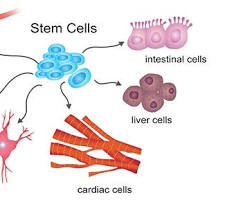 Stem Cells
intestinal cells
liver cells
cardiac cells